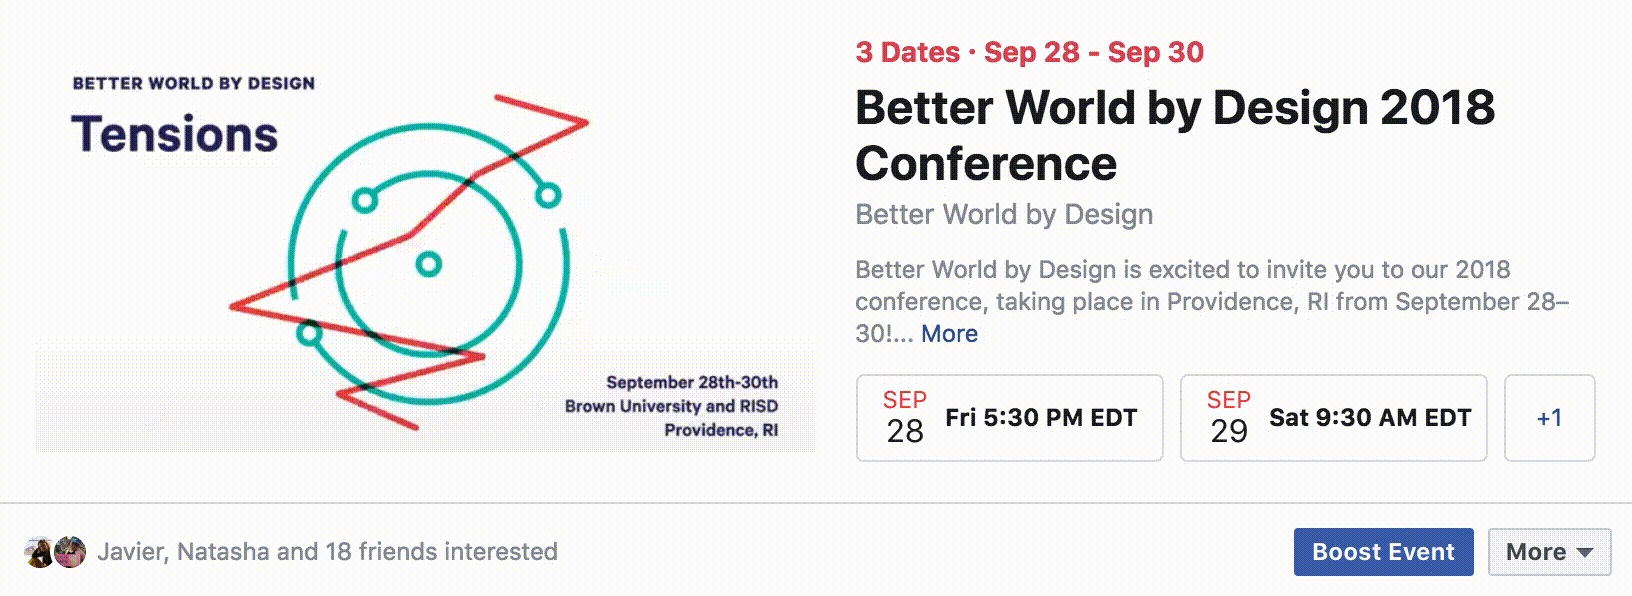 BETTER WORLD BY DESIGN
Tensions
September 28th-30th
Brown University and RISD
Providence, RI
3 Dates · Sep 28 - Sep 30
Better World by Design 2018
Conference
Better World by Design
Better World by Design is excited to invite you to our 2018
conference, taking place in Providence, RI from September 28–
30!... More
SEP
28
Fri 5:30 PM EDT
SEP
29
Sat 9:30 AM EDT
+1
Javier, Natasha and 18 friends interested
Boost Event
More